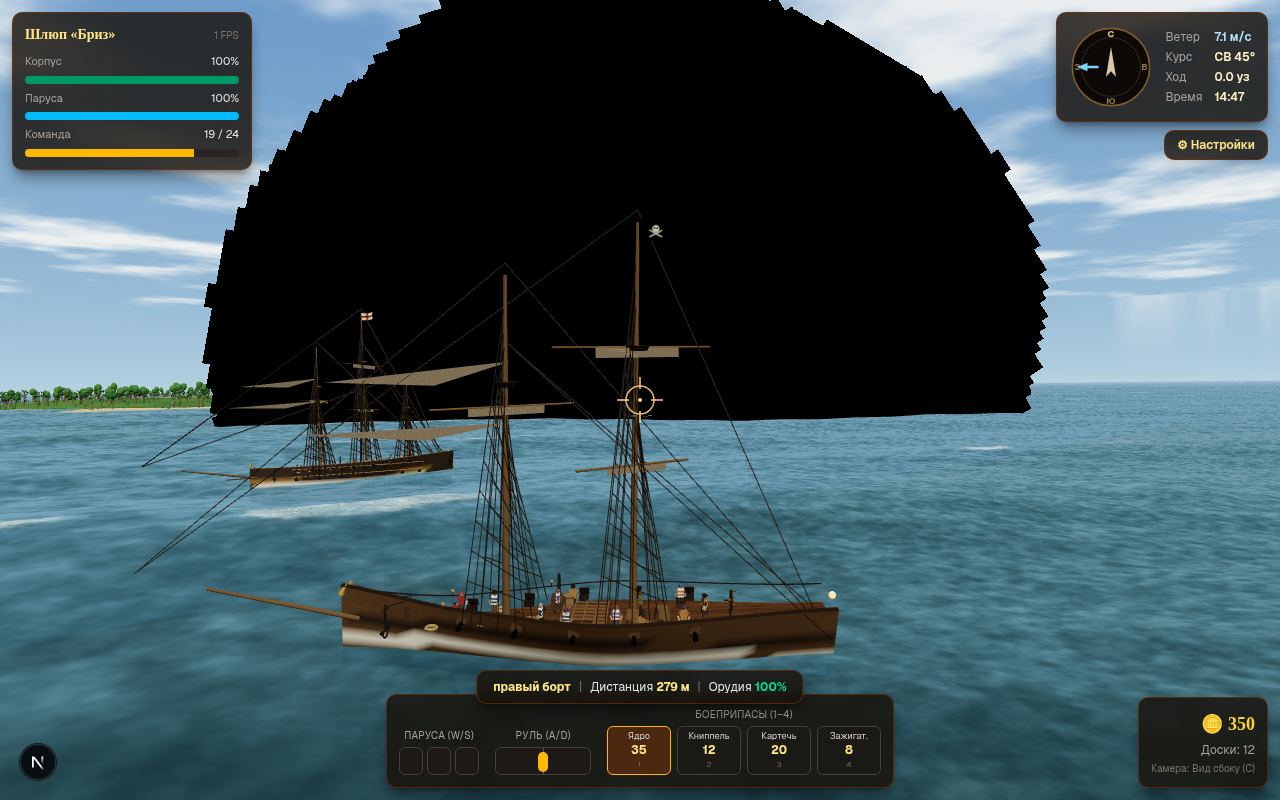 Шлюп «Бриз» 1 FPS
Корпус 100%
Паруса 100%
Команда 19 / 24
С
З В
Ю
Ветер 7.1 м/с
Курс СВ 45°
Ход 0.0 уз
Время 14:47
⚙ Настройки
правый борт | Дистанция 279 м | Орудия 100%
БОЕПРИПАСЫ (1–4)
ПАРУСА (W/S) РУЛЬ (A/D)
Ядро Книппель Картечь Зажигат.
35 12 20 8
1 2 3 4
350
Доски: 12
Камера: Вид сбоку (C)
N